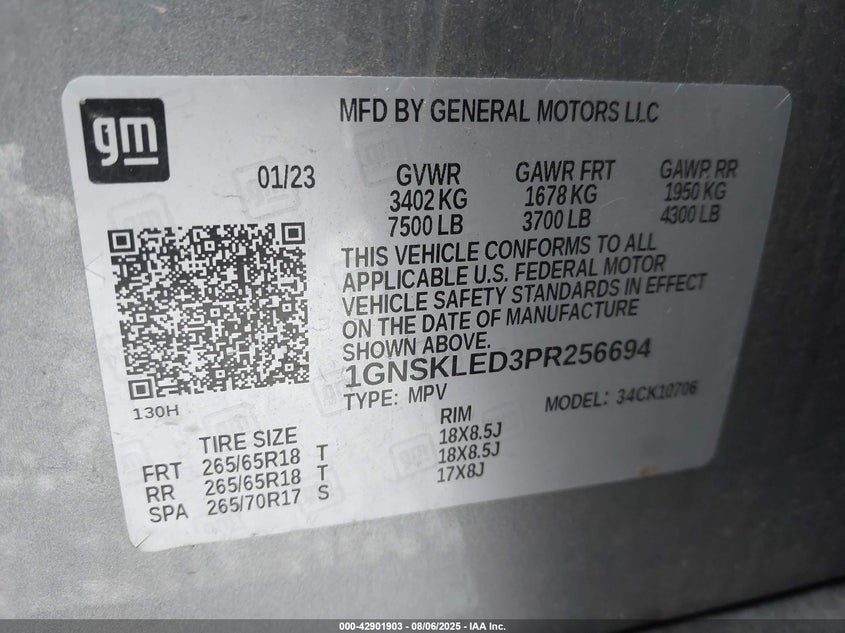 gm
MFD BY GENERAL MOTORS LLC
01/23
GVWR GAWR FRT GAWR RR
3402 KG 1678 KG 1950 KG
7500 LB 3700 LB 4300 LB
THIS VEHICLE CONFORMS TO ALL
APPLICABLE U.S. FEDERAL MOTOR
VEHICLE SAFETY STANDARDS IN EFFECT
ON THE DATE OF MANUFACTURE
SHOWN ABOVE.
1GNSKLED3PR256694
TYPE: MPV MODEL: 34CK10706
130H
TIRE SIZE RIM
FRT 265/65R18 T 18X8.5J
RR 265/65R18 T 18X8.5J
SPA 265/70R17 S 17X8J
000-42901903 - 08/06/2025 - IAA Inc.